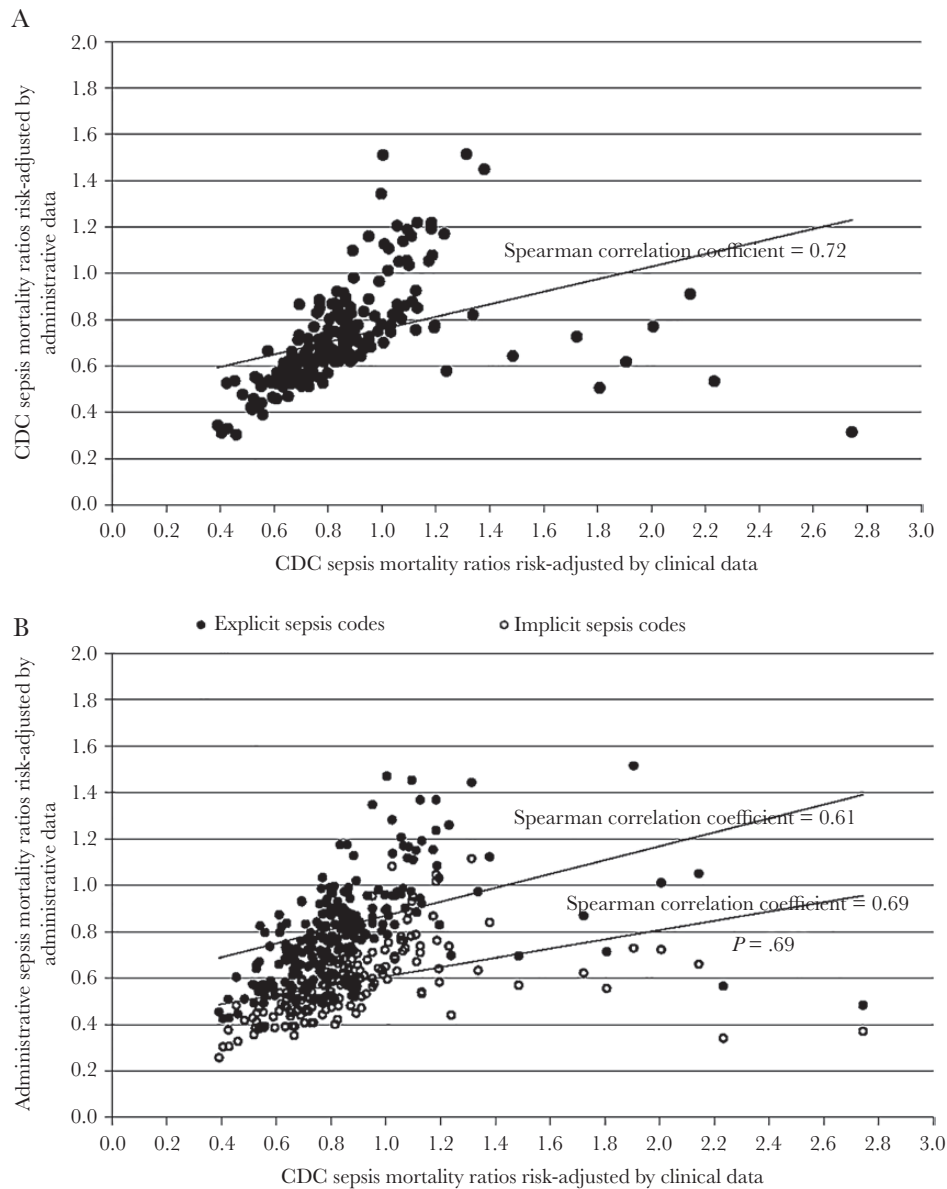 A
2.0
1.8
1.6
1.4
1.2
1.0
0.8
0.6
0.4
0.2
0.0
CDC sepsis mortality ratios risk-adjusted by
administrative data
Spearman correlation coefficient = 0.72
0.0 0.2 0.4 0.6 0.8 1.0 1.2 1.4 1.6 1.8 2.0 2.2 2.4 2.6 2.8 3.0
CDC sepsis mortality ratios risk-adjusted by clinical data
B
Explicit sepsis codes
Implicit sepsis codes
2.0
1.8
1.6
1.4
1.2
1.0
0.8
0.6
0.4
0.2
0.0
Administrative sepsis mortality ratios risk-adjusted by
administrative data
Spearman correlation coefficient = 0.61
Spearman correlation coefficient = 0.69
P = .69
0.0 0.2 0.4 0.6 0.8 1.0 1.2 1.4 1.6 1.8 2.0 2.2 2.4 2.6 2.8 3.0
CDC sepsis mortality ratios risk-adjusted by clinical data